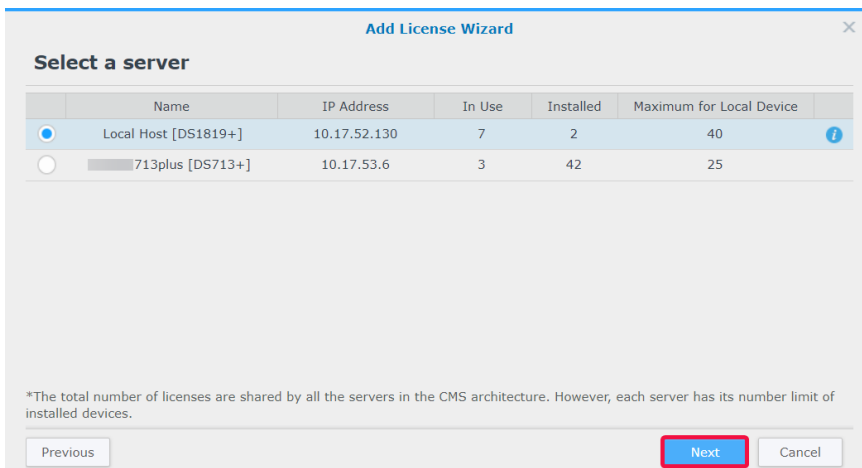 Add License Wizard
Select a server
Name IP Address In Use Installed Maximum for Local Device
Local Host [DS1819+] 10.17.52.130 7 2 40
713plus [DS713+] 10.17.53.6 3 42 25
*The total number of licenses are shared by all the servers in the CMS architecture. However, each server has its number limit of
installed devices.
Previous Next Cancel